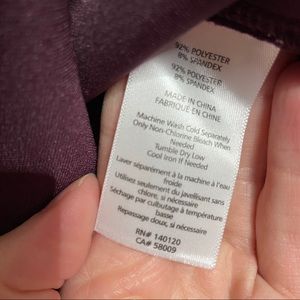 92% POLYESTER
8% SPANDEX
92% POLYESTER
8% SPANDEX
MADE IN CHINA
FABRIQUÉ EN CHINE
Machine Wash Cold Separately
Only Non-Chlorine Bleach When
Needed
Tumble Dry Low
Cool Iron If Needed
Laver séparément à la machine à l'eau
froide
Utilisez seulement du javellisant sans
chlore, si nécessaire
Séchage par culbutage à température
basse
Repassage doux, si nécessaire
RN# 140120
CA# 58009